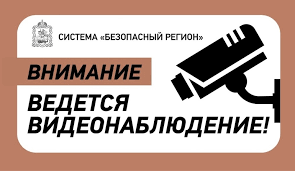 СИСТЕМА «БЕЗОПАСНЫЙ РЕГИОН»
ВНИМАНИЕ
ВЕДЕТСЯ
ВИДЕОНАБЛЮДЕНИЕ!